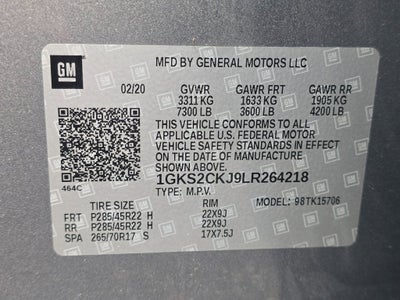 GM
MFD BY GENERAL MOTORS LLC
02/20 GVWR GAWR FRT GAWR RR
3311 KG 1633 KG 1905 KG
7300 LB 3600 LB 4200 LB
THIS VEHICLE CONFORMS TO ALL
APPLICABLE U.S. FEDERAL MOTOR
VEHICLE SAFETY STANDARDS IN EFFECT
ON THE DATE OF MANUFACTURE
SHOWN ABOVE.
1GKS2CKJ9LR264218
464C TYPE: M.P.V. MODEL: 98TK15706
TIRE SIZE RIM
FRT P285/45R22 H 22X9J
RR P285/45R22 H 22X9J
SPA 265/70R17 S 17X7.5J